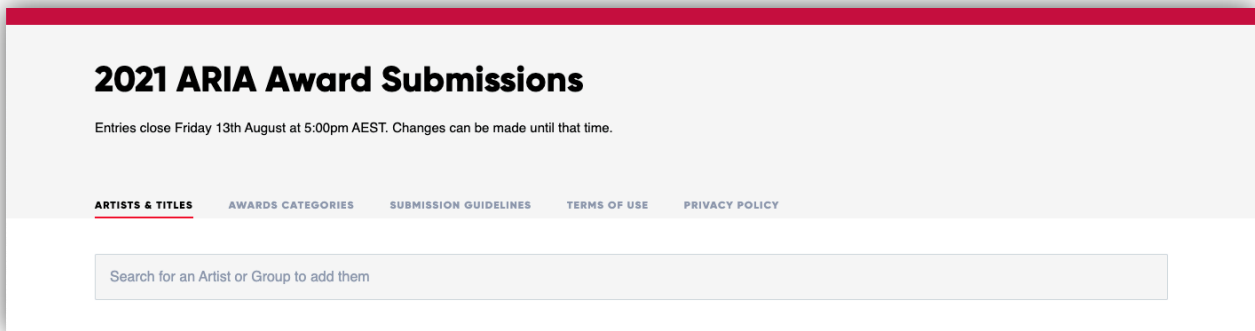 2021 ARIA Award Submissions
Entries close Friday 13th August at 5:00pm AEST. Changes can be made until that time.
ARTISTS & TITLES AWARDS CATEGORIES SUBMISSION GUIDELINES TERMS OF USE PRIVACY POLICY
Search for an Artist or Group to add them